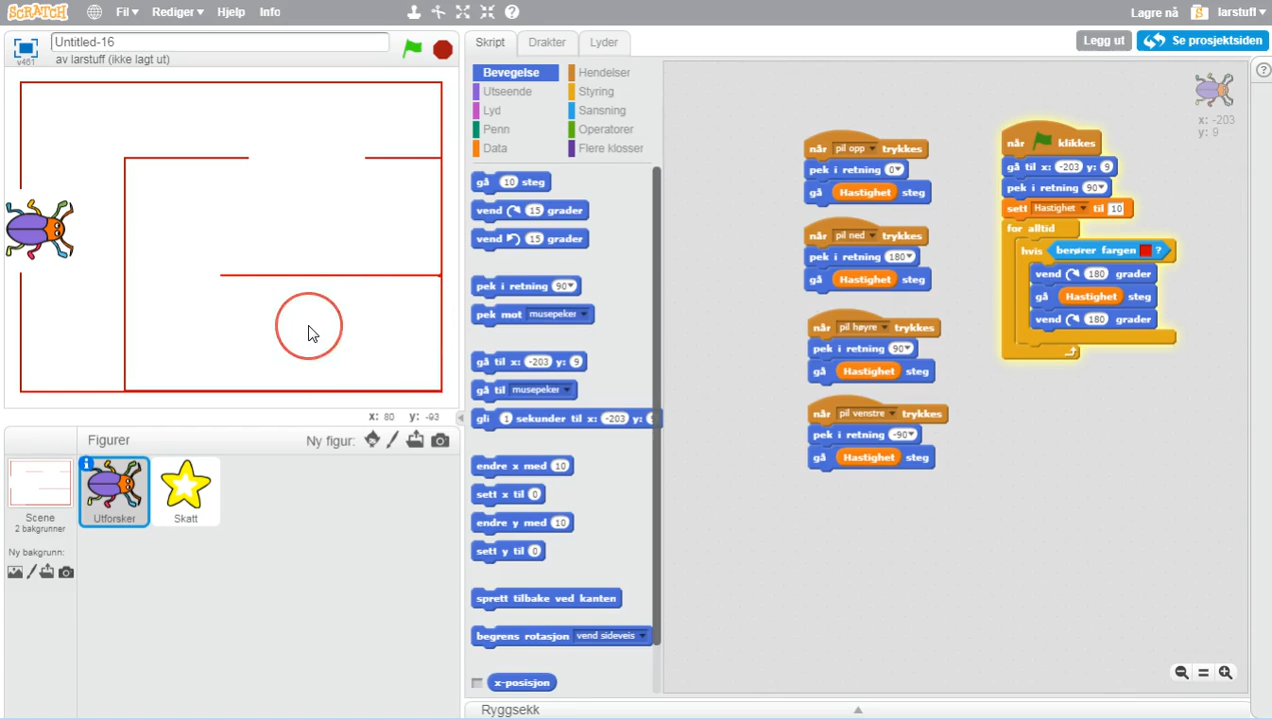 SCRATCH Fil Rediger Hjelp Info Lagre nå larstufl
v461 Untitled-16
av larstuff (ikke lagt ut)
Skript Drakter Lyder
Legg ut Se prosjektsiden
Bevegelse Hendelser
Utseende Styring
Lyd Sansning
Penn Operatorer
Data Flere klosser
gå 10 steg
vend 15 grader
vend 15 grader
pek i retning 90
pek mot musepeker
gå til x: -203 y: 9
gå til musepeker
gli 1 sekunder til x: -203 y:
endre x med 10
sett x til 0
endre y med 10
sett y til 0
sprett tilbake ved kanten
begrens rotasjon vend sideveis
x-posisjon
når pil opp trykkes
pek i retning 0
gå Hastighet steg
når pil ned trykkes
pek i retning 180
gå Hastighet steg
når pil høyre trykkes
pek i retning 90
gå Hastighet steg
når pil venstre trykkes
pek i retning -90
gå Hastighet steg
når klikkes
gå til x: -203 y: 9
pek i retning 90
sett Hastighet til 10
for alltid
hvis berører fargen ?
vend 180 grader
gå Hastighet steg
vend 180 grader
x: -203
y: 9
x: 80 y: -93
Figurer Ny figur:
Scene
2 bakgrunner
Ny bakgrunn:
Utforsker
Skatt
Ryggsekk